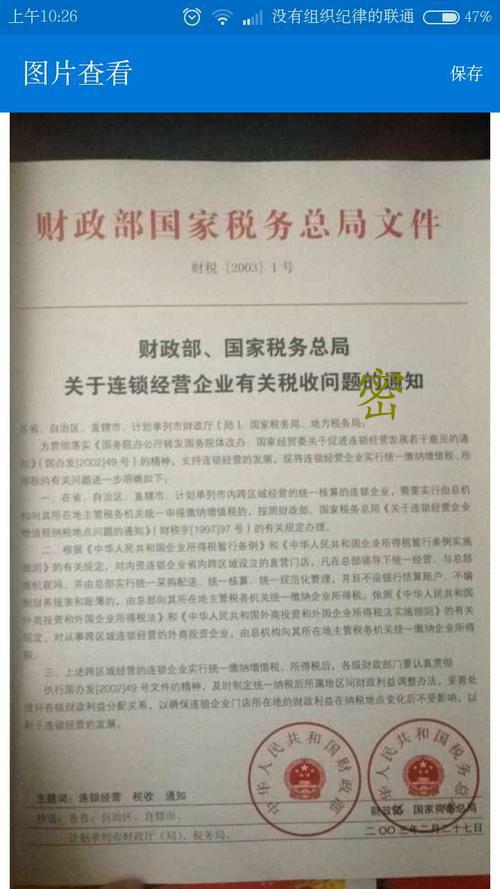 上午10:26
没有组织纪律的联通
47%
图片查看
保存
财政部国家税务总局文件
财税［2003］1号
财政部、国家税务总局
关于连锁经营企业有关税收问题的通知
密
各省、自治区、直辖市、计划单列市财政厅（局）、国家税务局、地方税务局：
为贯彻落实《国务院办公厅转发国务院体改办、国家经贸委关于促进连锁经营发展若干意见的通
知》（国办发[2002]49号）的精神，支持连锁经营的发展，现将连锁经营企业实行统一缴纳增值税、所
得税的有关问题进一步明确如下：
一、在省、自治区、直辖市、计划单列市内跨区域经营的统一核算的连锁企业，需要实行由总机
构向其所在地主管税务机关统一申报缴纳增值税的，按照财政部、国家税务总局《关于连锁经营企业
增值税纳税地点问题的通知》（财税字[1997]97号）的有关规定办理。
二、根据《中华人民共和国企业所得税暂行条例》和《中华人民共和国企业所得税暂行条例实施
细则》的有关规定，对内资连锁企业省内跨区域设立的直营门店，凡在总部领导下统一经营、与总部
微机联网、并由总部实行统一采购配送、统一核算、统一规范化管理，并且不设银行结算账户、不编
制财务报表和账簿的，由总部向其所在地主管税务机关统一缴纳企业所得税。依照《中华人民共和国
外商投资和外国企业所得税法》和《中华人民共和国外商投资和外国企业所得税法实施细则》的有关
规定，对从事跨区域连锁经营的外商投资企业，由总机构向其所在地主管税务机关统一缴纳企业所得
税。
三、上述跨区域经营的连锁企业实行统一缴纳增值税、所得税后，各级财政部门要认真贯彻
执行国办发[2002]49号文件的精神，及时制定统一纳税后所属地区间财政利益调整办法，妥善处
理好各级财政利益分配关系，以确保连锁企业门店所在地的财政利益在纳税地点变化后不受影响，以
利于连锁经营的发展。
中华人民共和国财政部
中华人民共和国国家税务总局
主题词：连锁经营 税收 通知
抄送：各省、自治区、直辖市、
计划单列市财政厅（局）、税务局、
财政部 国家税务总局
二〇〇三年二月二十七日